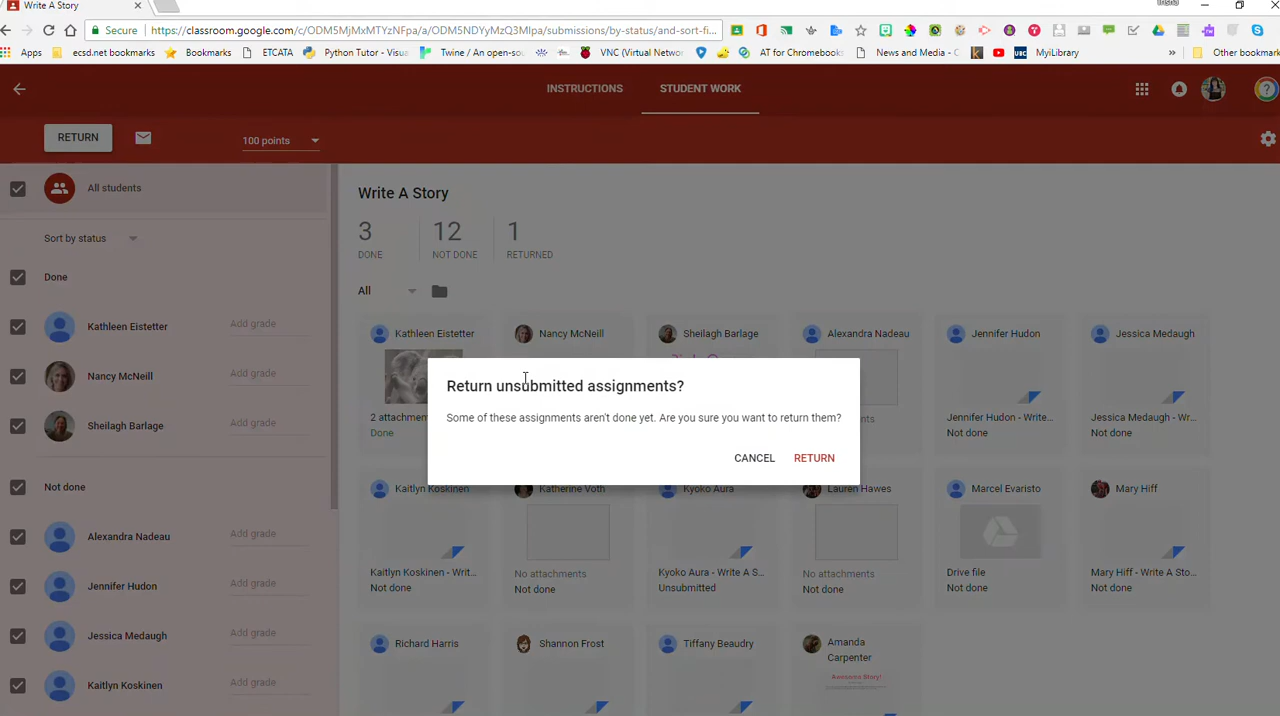 Write A Story
Secure
https://classroom.google.com/c/ODM5MjMxMTYzNFpa/a/ODM5NDYyMzQ3MIpa/submissions/by-status/and-sort-fi...
Apps ecsd.net bookmarks Bookmarks ETCATA Python Tutor - Visua Twine / An open-sour VNC (Virtual Networ AT for Chromebooks News and Media - C MyLibrary » Other bookmark
INSTRUCTIONS STUDENT WORK
RETURN 100 points
All students
Sort by status
Done
Kathleen Eistetter Add grade
Nancy McNeill Add grade
Sheilagh Barlage Add grade
Not done
Alexandra Nadeau Add grade
Jennifer Hudon Add grade
Jessica Medaugh Add grade
Kaitlyn Koskinen Add grade
Write A Story
3 12 1
DONE NOT DONE RETURNED
All
Kathleen Eistetter Nancy McNeill Sheilagh Barlage Alexandra Nadeau Jennifer Hudon Jessica Medaugh
Return unsubmitted assignments?
Some of these assignments aren't done yet. Are you sure you want to return them?
CANCEL RETURN
2 attachment Jennifer Hudon - Write... Jessica Medaugh - Wr...
Done Not done Not done
Kaitlyn Koskinen Katherine Voth Kyoko Aura Lauren Hawes Marcel Evaristo Mary Hiff
Kaitlyn Koskinen - Writ... No attachments Kyoko Aura - Write A S... No attachments Drive file Mary Hiff - Write A Sto...
Not done Not done Unsubmitted Not done Not done Not done
Richard Harris Shannon Frost Tiffany Beaudry Amanda
Carpenter
Awesome Story!